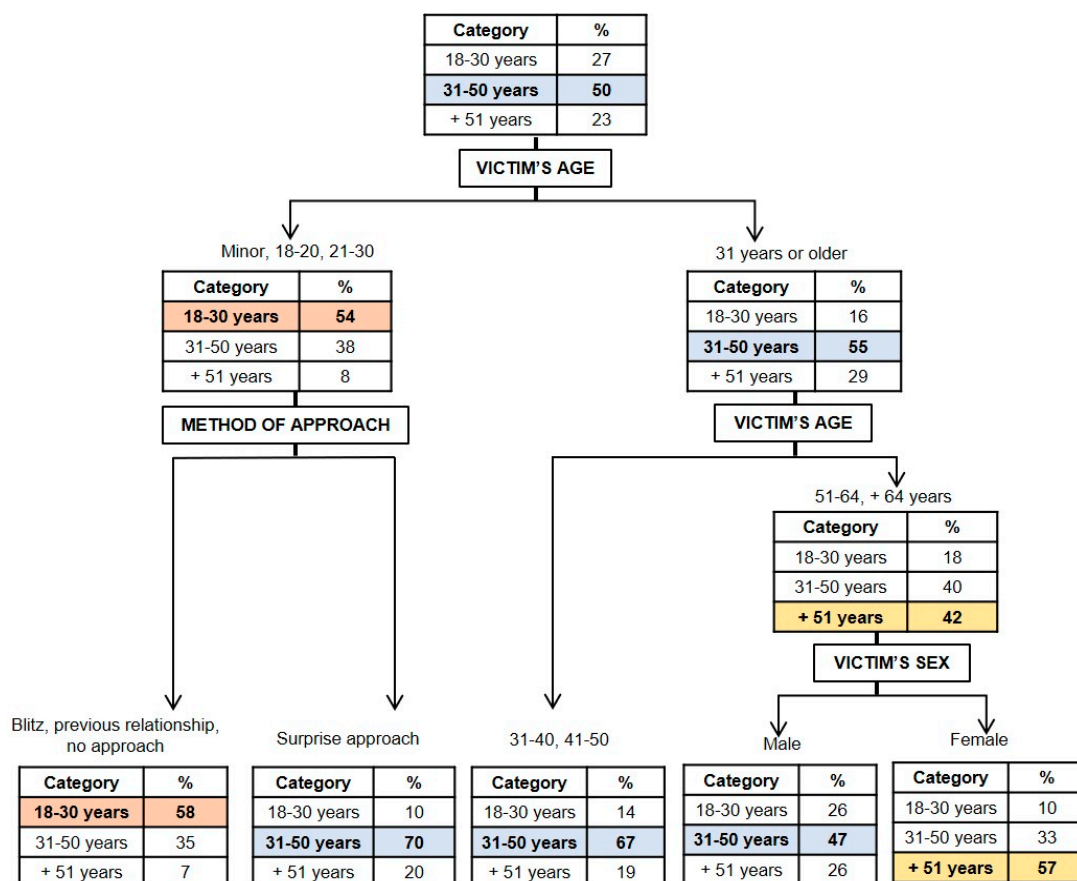 Category %
18-30 years 27
31-50 years 50
+ 51 years 23
VICTIM'S AGE
Minor, 18-20, 21-30
Category %
18-30 years 54
31-50 years 38
+ 51 years 8
METHOD OF APPROACH
31 years or older
Category %
18-30 years 16
31-50 years 55
+ 51 years 29
VICTIM'S AGE
51-64, + 64 years
Category %
18-30 years 18
31-50 years 40
+ 51 years 42
VICTIM'S SEX
Blitz, previous relationship,
no approach
Category %
18-30 years 58
31-50 years 35
+ 51 years 7
Surprise approach
Category %
18-30 years 10
31-50 years 70
+ 51 years 20
31-40, 41-50
Category %
18-30 years 14
31-50 years 67
+ 51 years 19
Male
Category %
18-30 years 26
31-50 years 47
+ 51 years 26
Female
Category %
18-30 years 10
31-50 years 33
+ 51 years 57